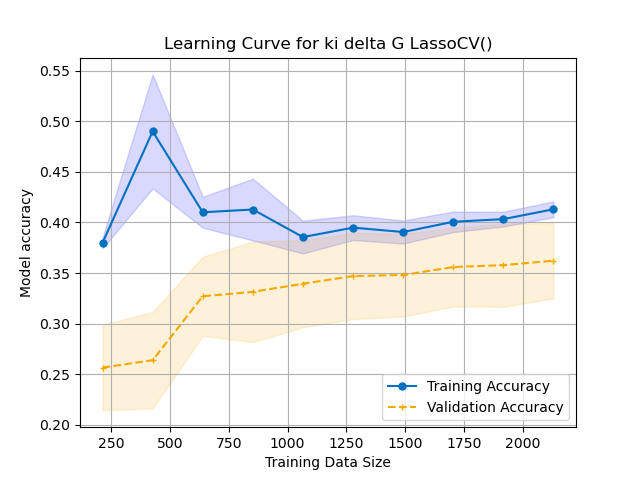 Learning Curve for ki delta G LassoCV()
0.55
0.50
0.45
0.40
0.35
0.30
0.25
0.20
Model accuracy
Training Accuracy
Validation Accuracy
250 500 750 1000 1250 1500 1750 2000
Training Data Size